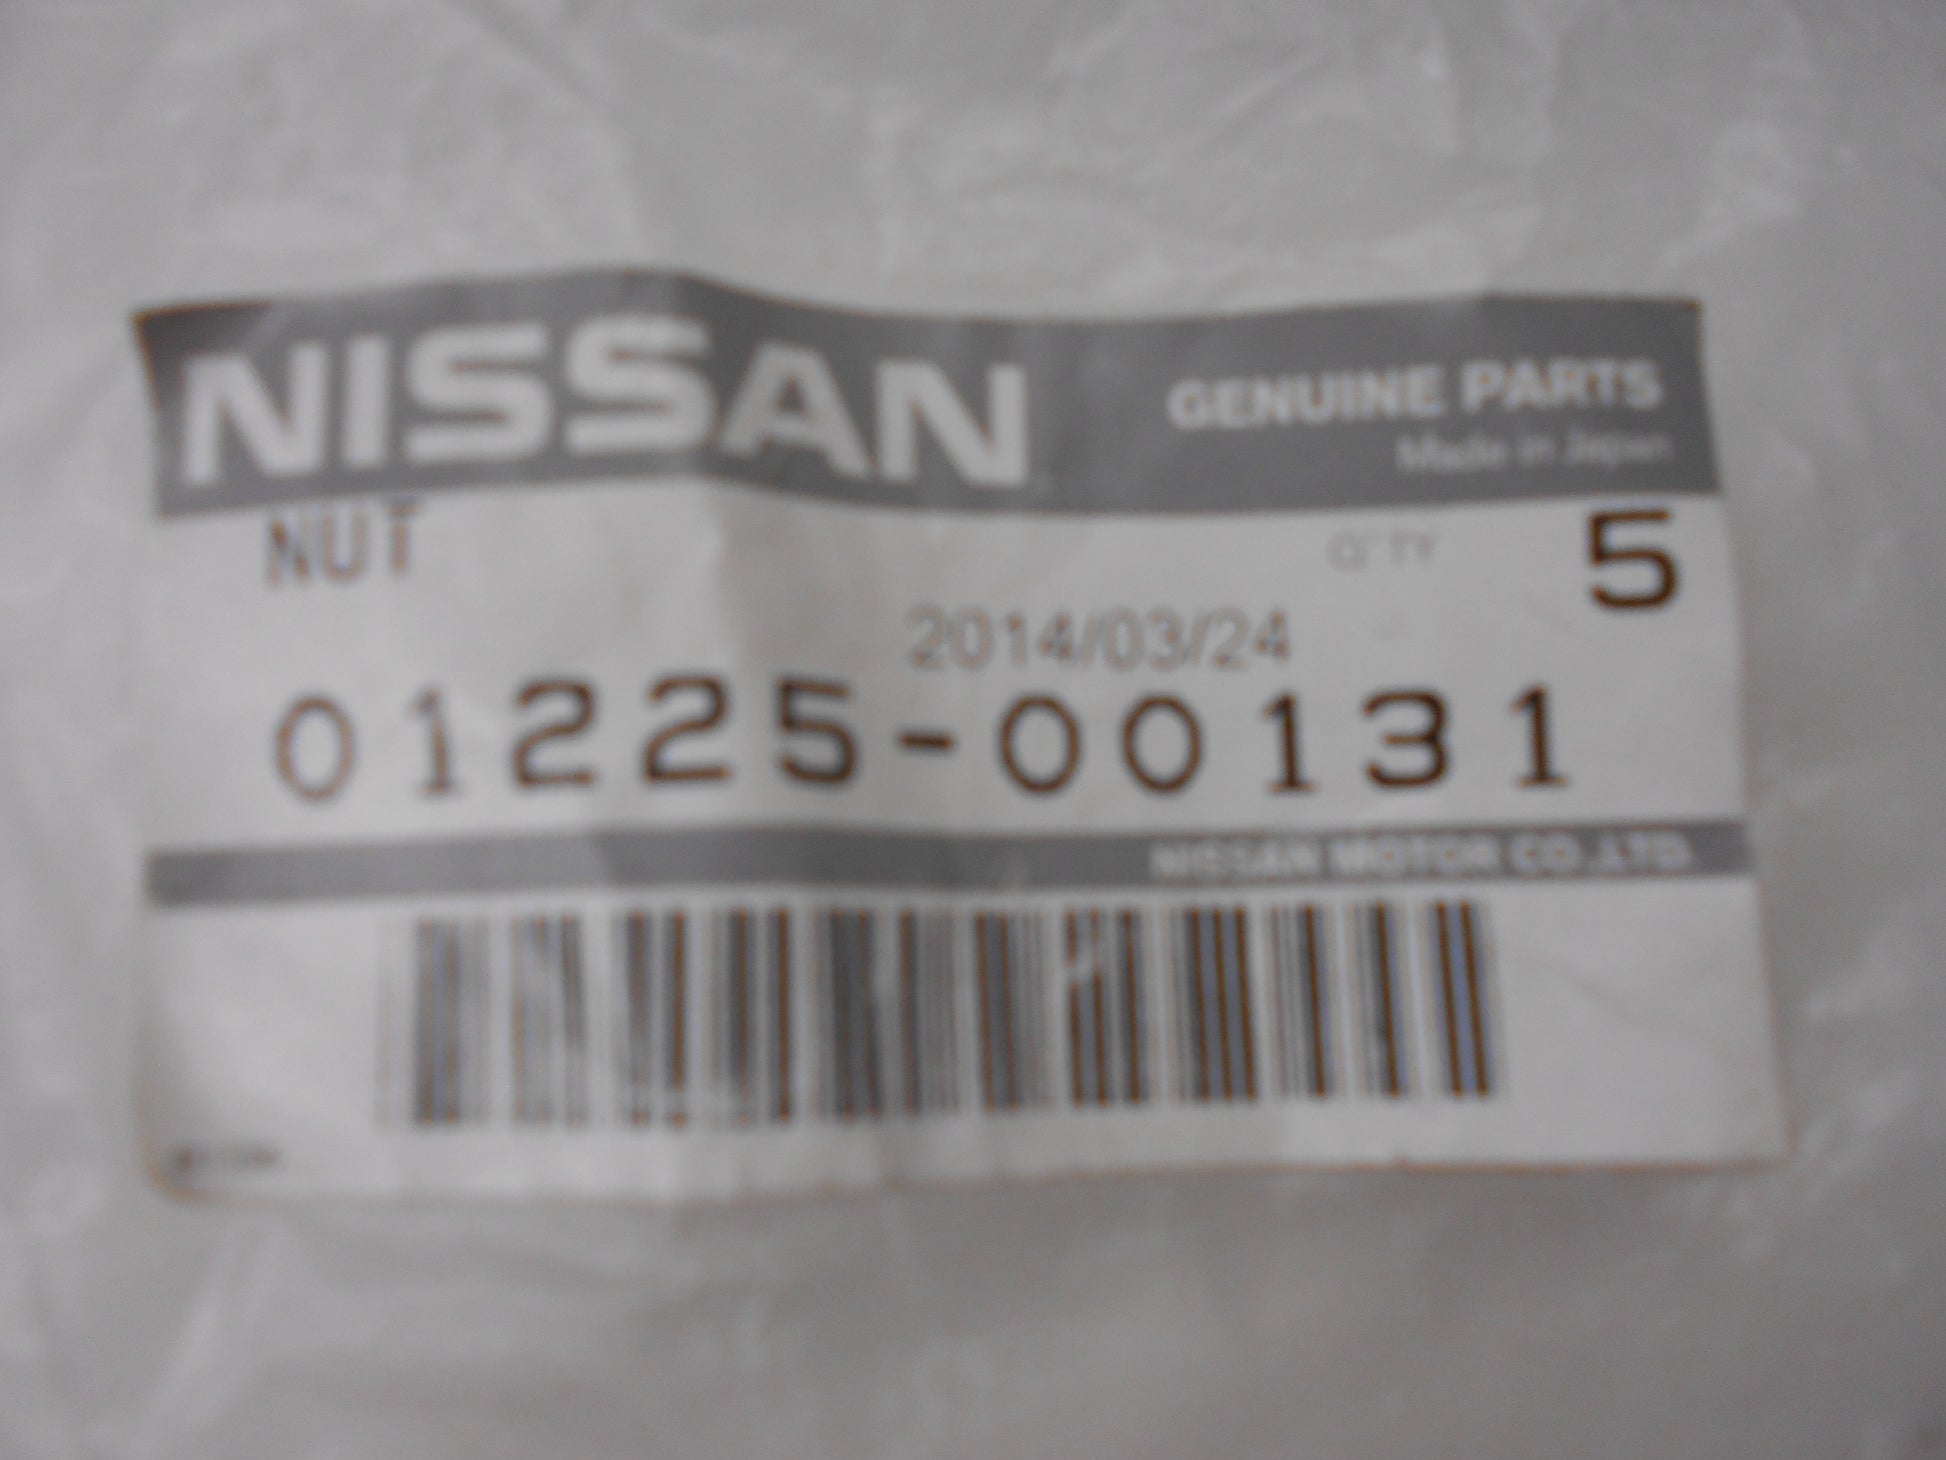 NISSAN
GENUINE PARTS
Made in Japan
NUT
Q'TY 5
2014/03/24
01225-00131
NISSAN MOTOR CO.,LTD.